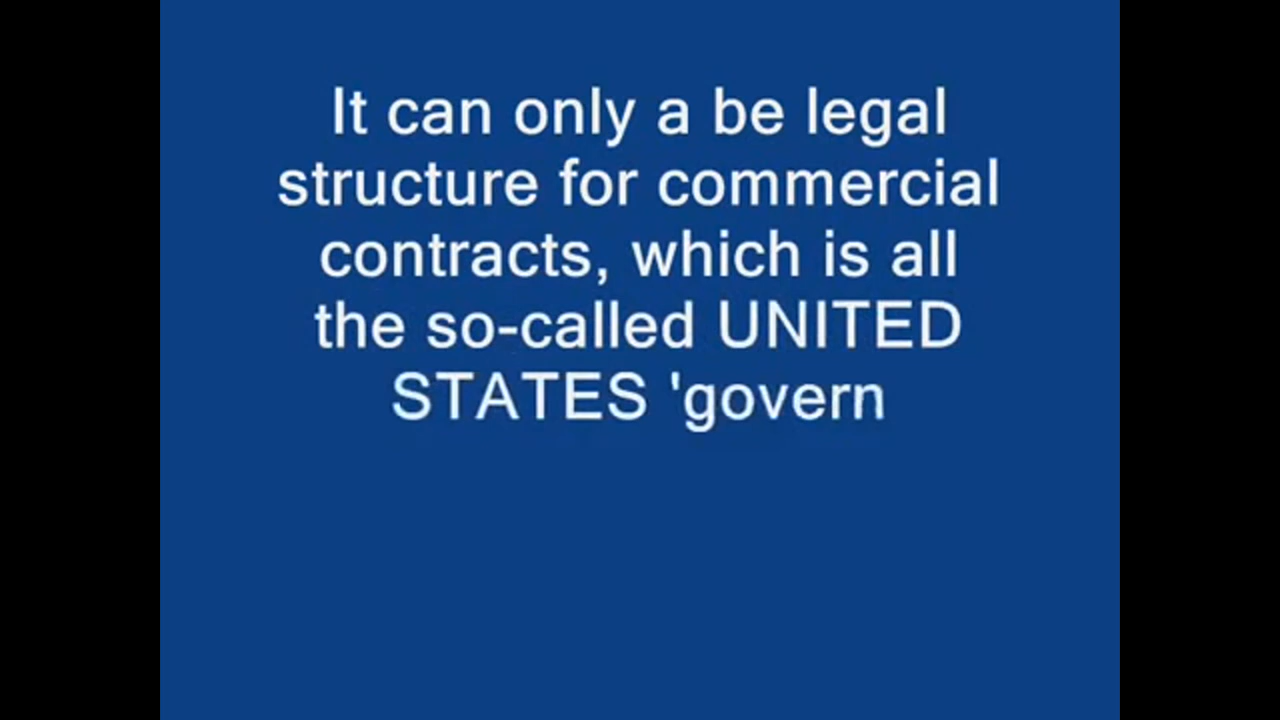 It can only a be legal
structure for commercial
contracts, which is all
the so-called UNITED
STATES 'govern